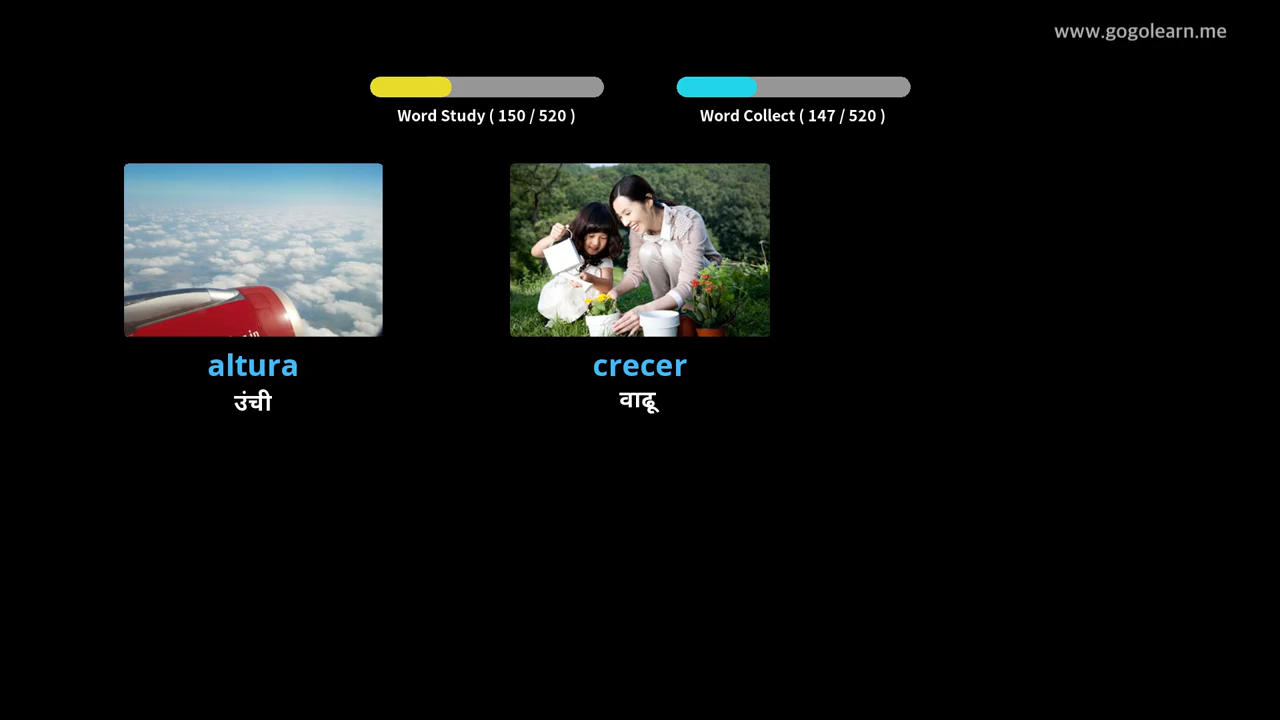 www.gogolearn.me
Word Study ( 150 / 520 )
Word Collect ( 147 / 520 )
altura
crecer
उंची
वाढू